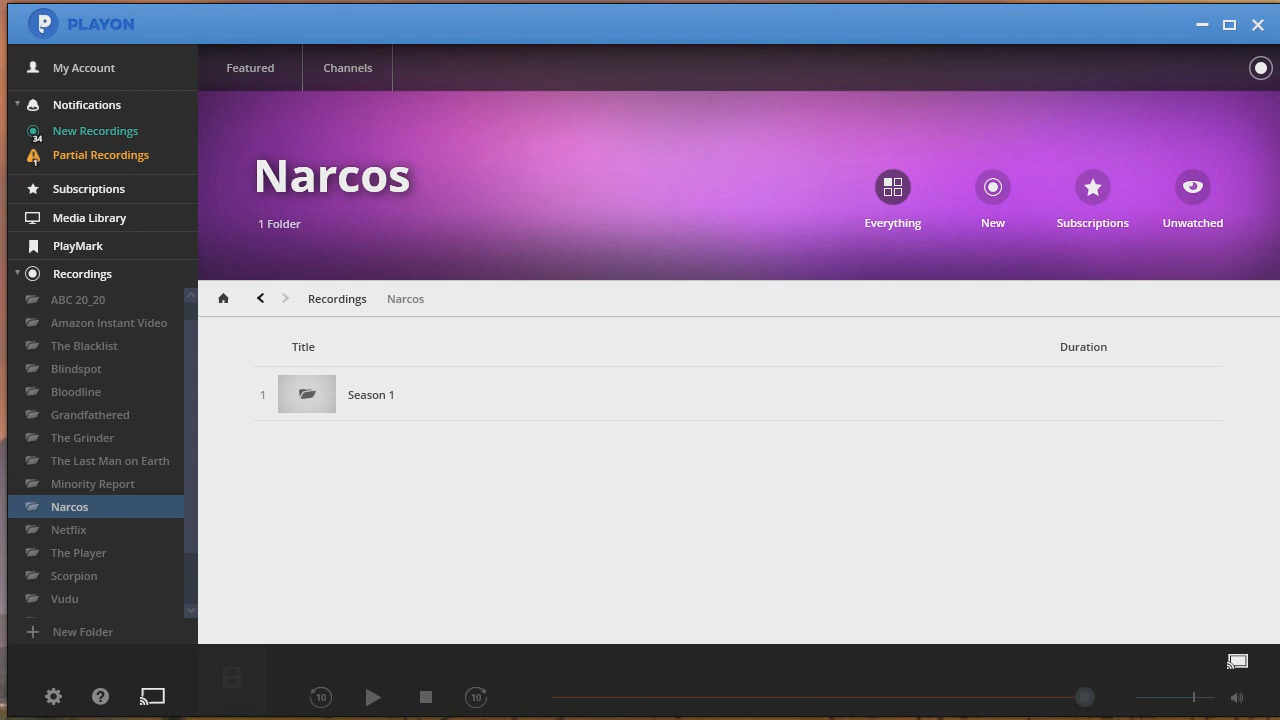 PLAYON
My Account
Notifications
34
New Recordings
1
Partial Recordings
Subscriptions
Media Library
PlayMark
Recordings
ABC 20_20
Amazon Instant Video
The Blacklist
Blindspot
Bloodline
Grandfathered
The Grinder
The Last Man on Earth
Minority Report
Narcos
Netflix
The Player
Scorpion
Vudu
New Folder
Featured
Channels
Narcos
1 Folder
Everything
New
Subscriptions
Unwatched
Recordings
Narcos
Title
Duration
1
Season 1
10
10